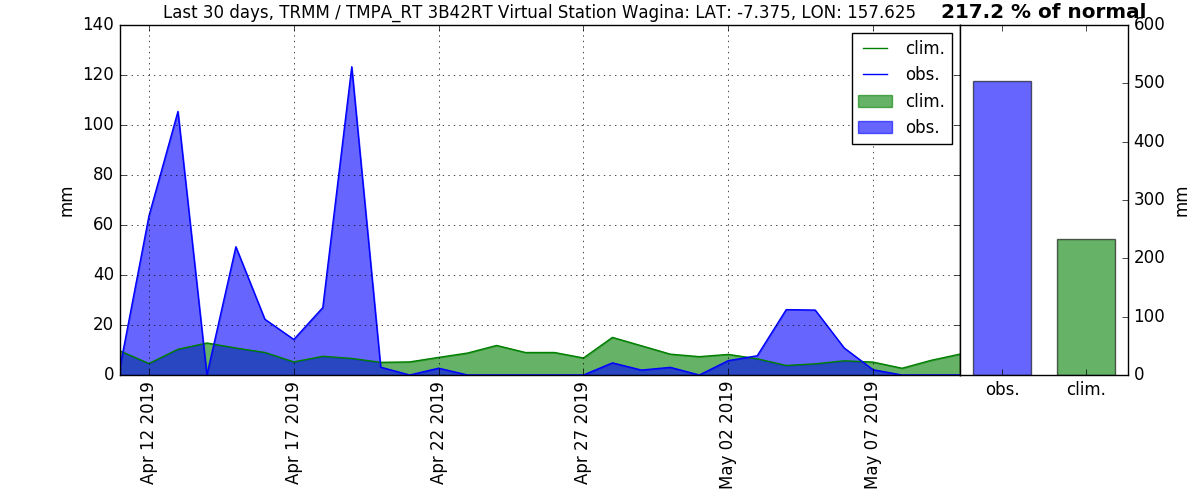 Last 30 days, TRMM / TMPA_RT 3B42RT Virtual Station Wagina: LAT: -7.375, LON: 157.625
217.2 % of normal
140
120
100
80
60
40
20
0
mm
clim.
obs.
clim.
obs.
Apr 12 2019
Apr 17 2019
Apr 22 2019
Apr 27 2019
May 02 2019
May 07 2019
600
500
400
300
200
100
0
mm
obs.
clim.